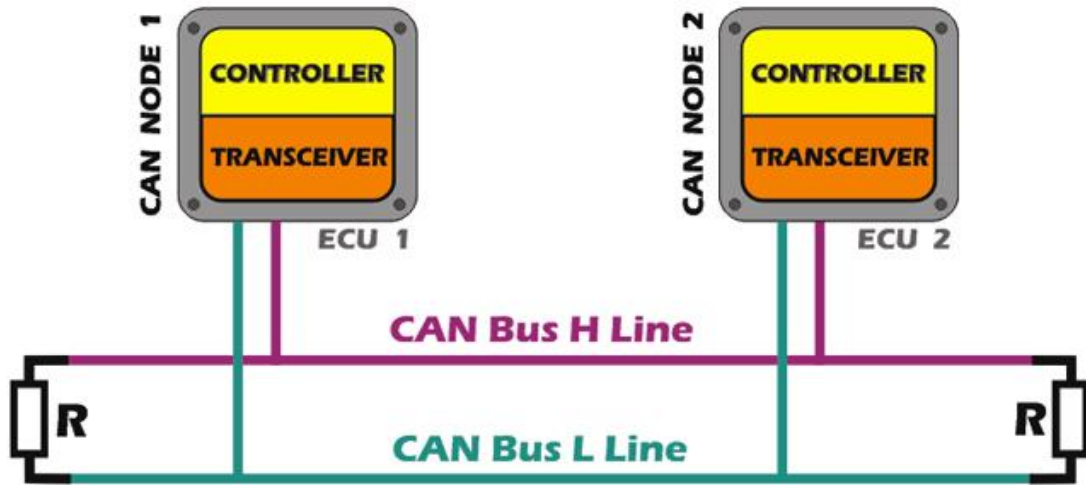 CAN NODE 1
CONTROLLER
TRANSCEIVER
ECU 1
CAN NODE 2
CONTROLLER
TRANSCEIVER
ECU 2
CAN Bus H Line
R
R
CAN Bus L Line